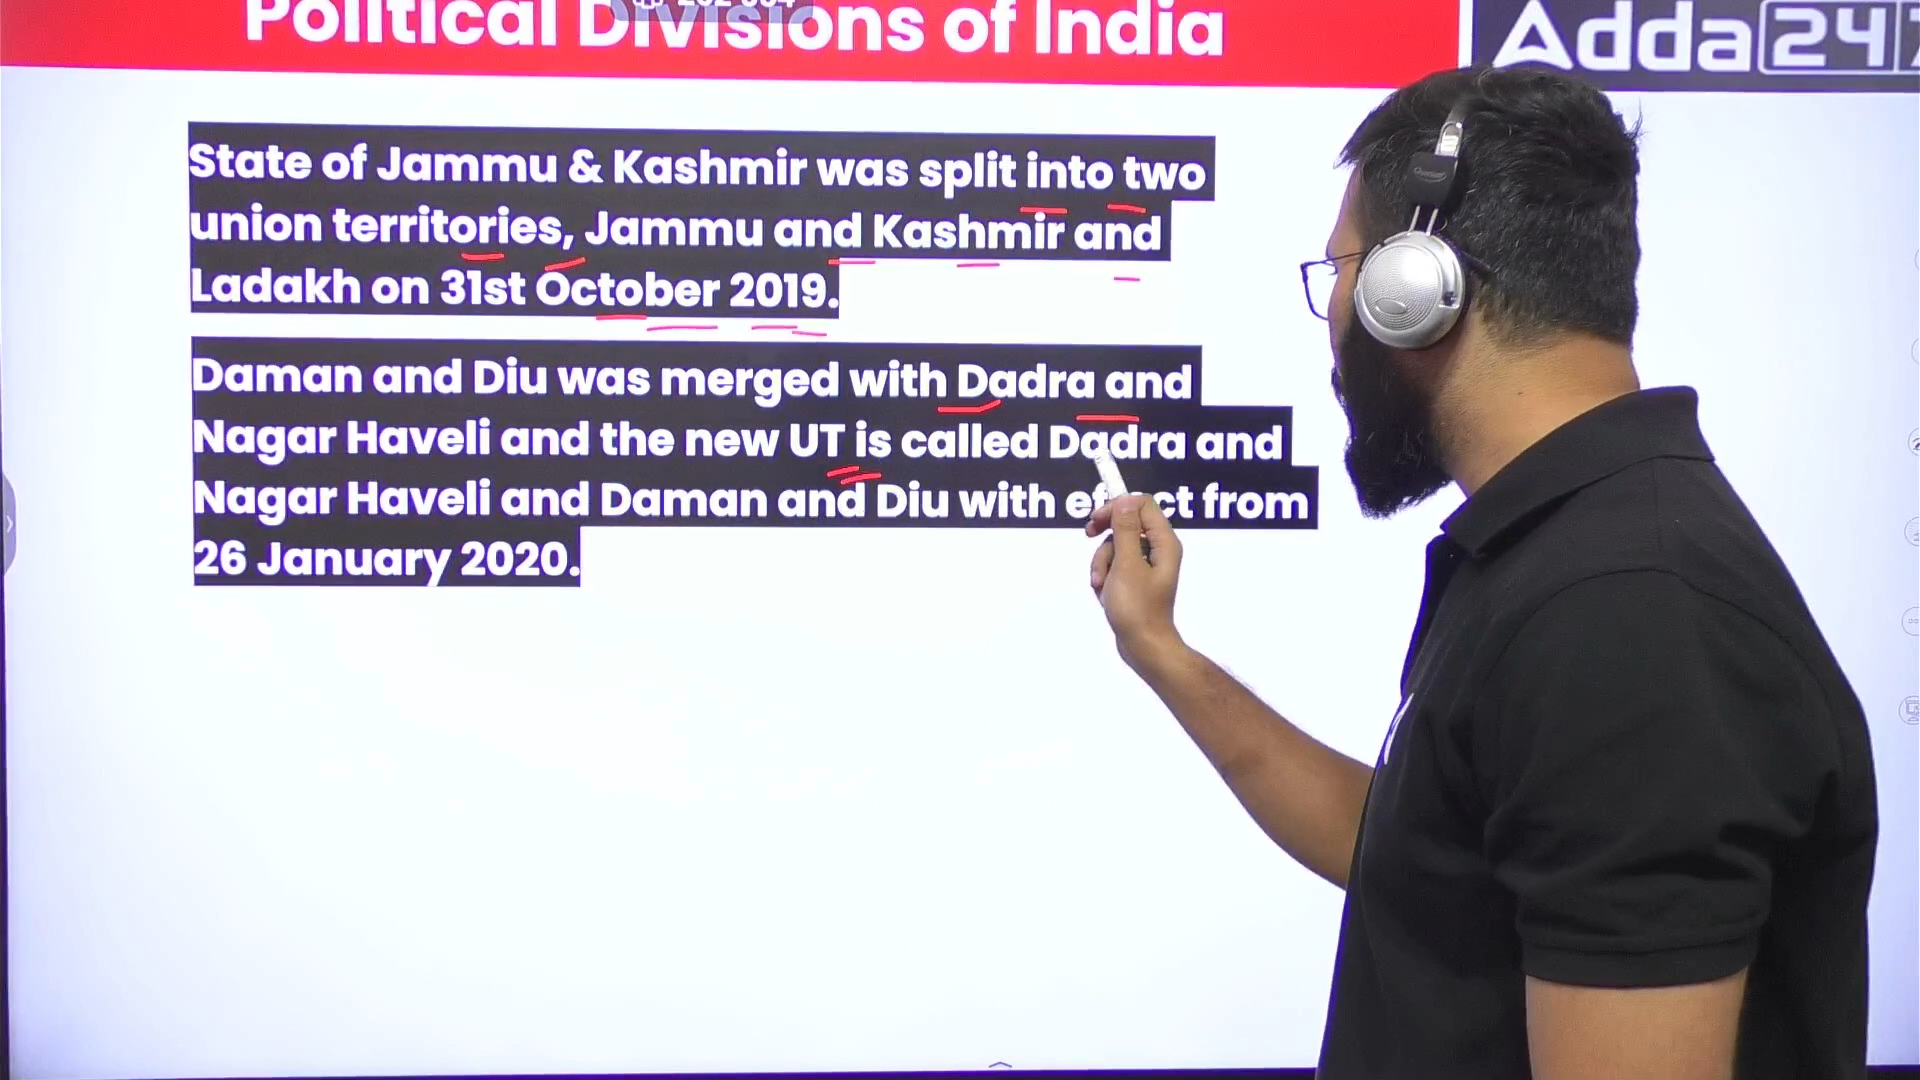 Political Divisions of India
Adda247
State of Jammu & Kashmir was split into two
union territories, Jammu and Kashmir and
Ladakh on 31st October 2019.
Daman and Diu was merged with Dadra and
Nagar Haveli and the new UT is called Dadra and
Nagar Haveli and Daman and Diu with effect from
26 January 2020.